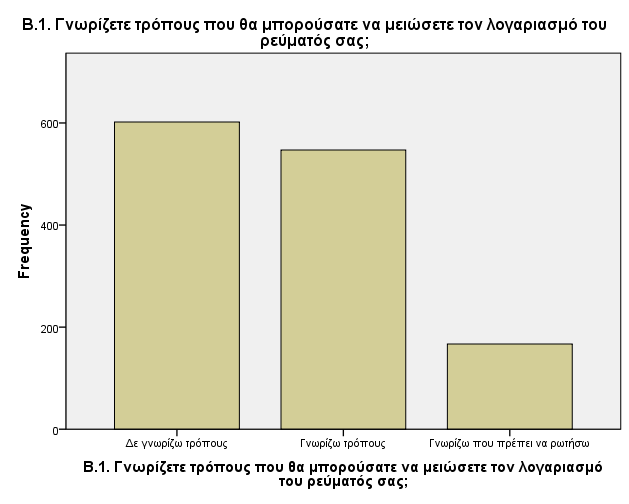 B.1. Γνωρίζετε τρόπους που θα μπορούσατε να μειώσετε τον λογαριασμό του
ρεύματός σας;
600
400
200
0
Frequency
Δε γνωρίζω τρόπους
Γνωρίζω τρόπους
Γνωρίζω που πρέπει να ρωτήσω
B.1. Γνωρίζετε τρόπους που θα μπορούσατε να μειώσετε τον λογαριασμό
του ρεύματός σας;